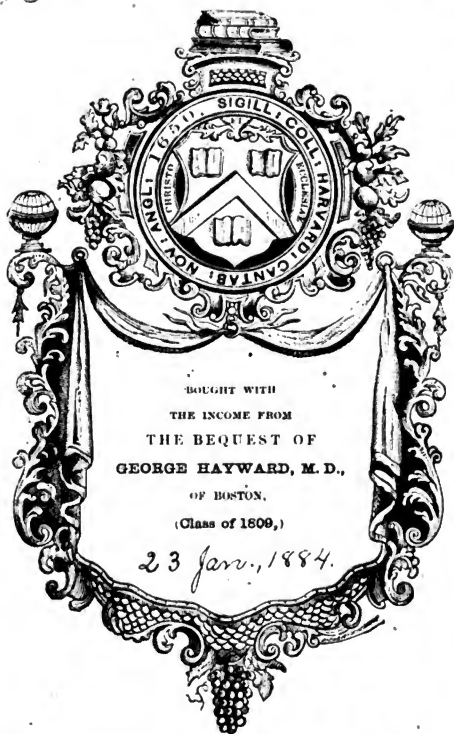 SIGILL: COLL: HARVARD: CANTAB: NOV: ANGL: 1650:
CHRISTO
ECCLESIAE
BOUGHT WITH
THE INCOME FROM
THE BEQUEST OF
GEORGE HAYWARD, M. D.,
OF BOSTON,
(Class of 1809,)
23 Jan., 1884.